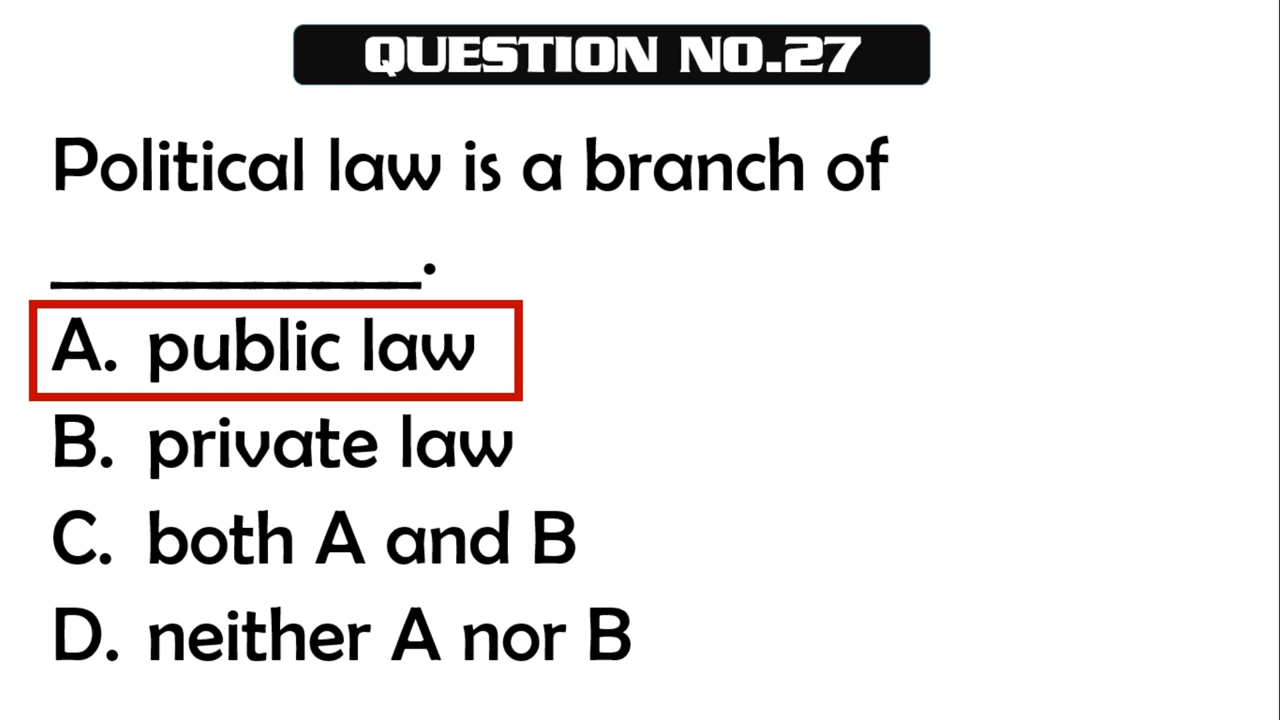 QUESTION NO.27
Political law is a branch of
___________.
A. public law
B. private law
C. both A and B
D. neither A nor B